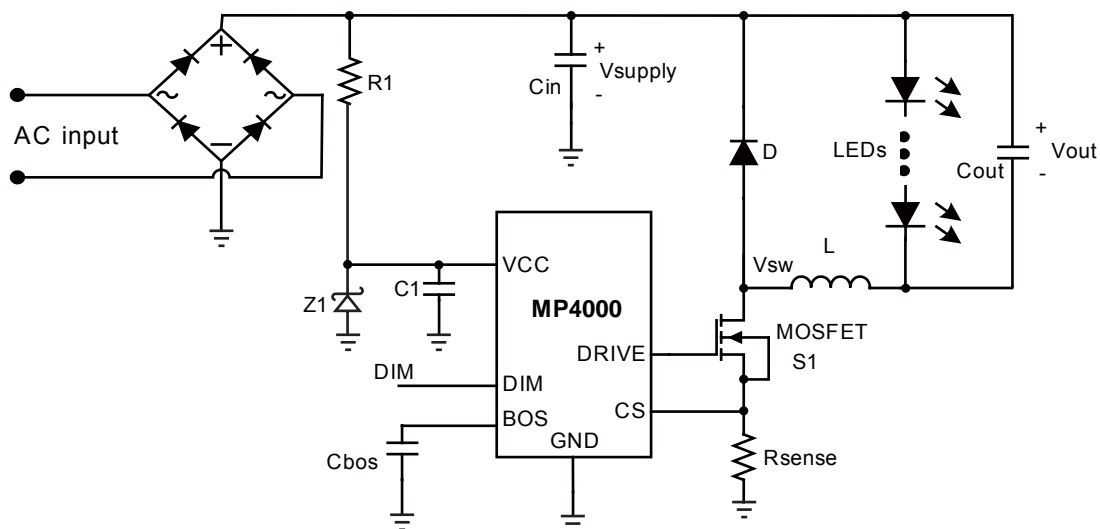 +
~
~
−
AC input
R1
Cin
+
Vsupply
-
D
LEDs
Cout
+
Vout
-
Vsw
L
VCC
C1
Z1
MP4000
MOSFET
S1
DRIVE
DIM
DIM
CS
BOS
GND
Cbos
Rsense